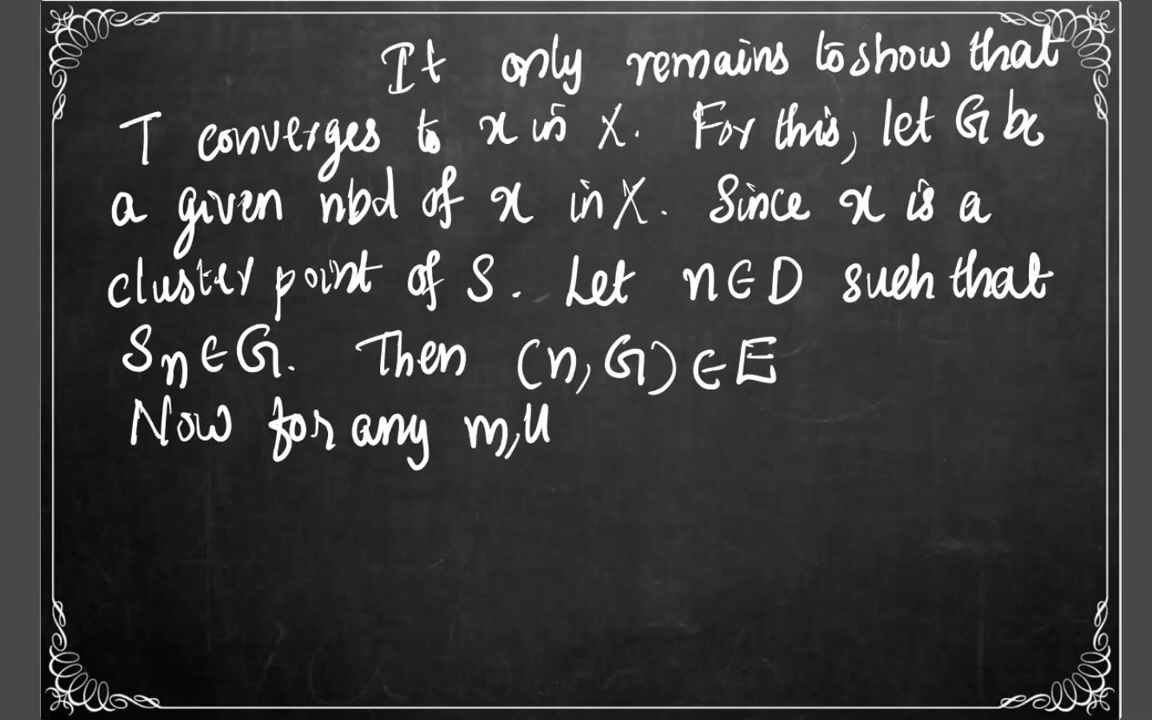 It only remains to show that
T converges to x in X. For this, let G be
a given nbd of x in X. Since x is a
cluster point of S. Let n∈D such that
Sn∈G. Then (n,G)∈E
Now for any m,U